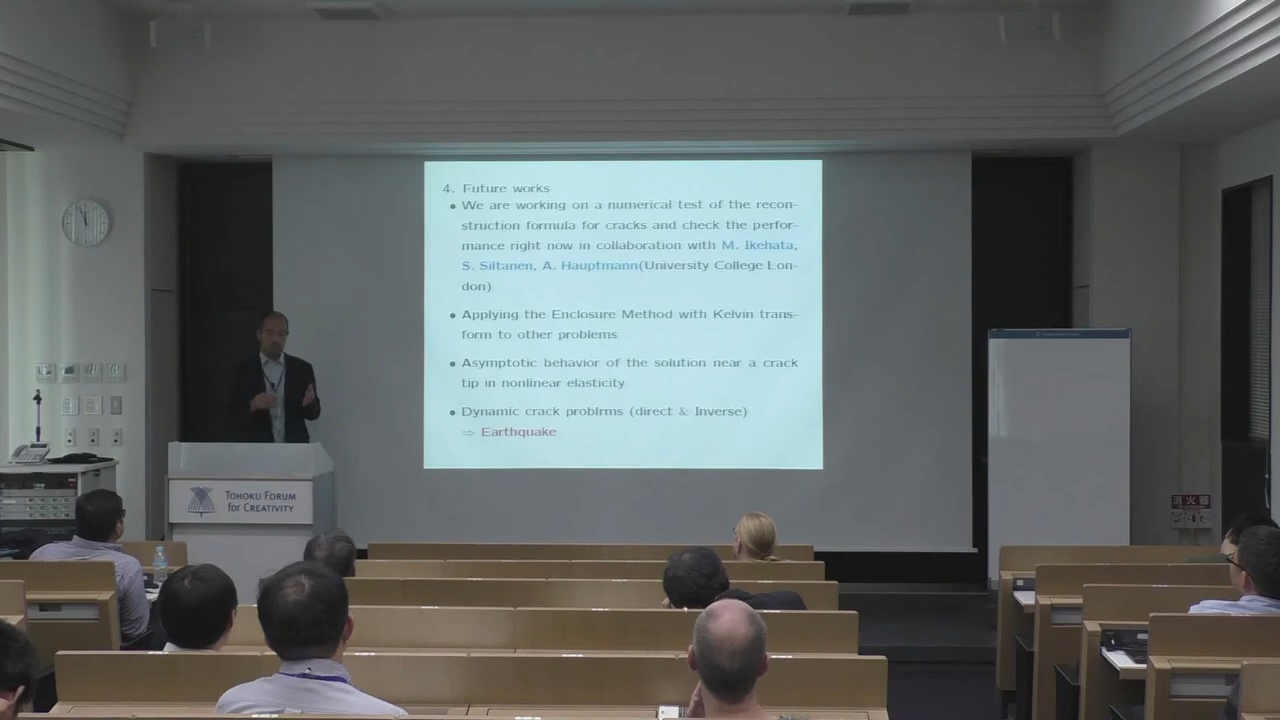 4. Future works
• We are working on a numerical test of the recon-
struction formula for cracks and check the perfor-
mance right now in collaboration with M. Ikehata,
S. Siltanen, A. Hauptmann(University College Lon-
don)
• Applying the Enclosure Method with Kelvin trans-
form to other problems
• Asymptotic behavior of the solution near a crack
tip in nonlinear elasticity
• Dynamic crack problrms (direct & Inverse)
⇒ Earthquake
TOHOKU FORUM
for CREATIVITY
消火器